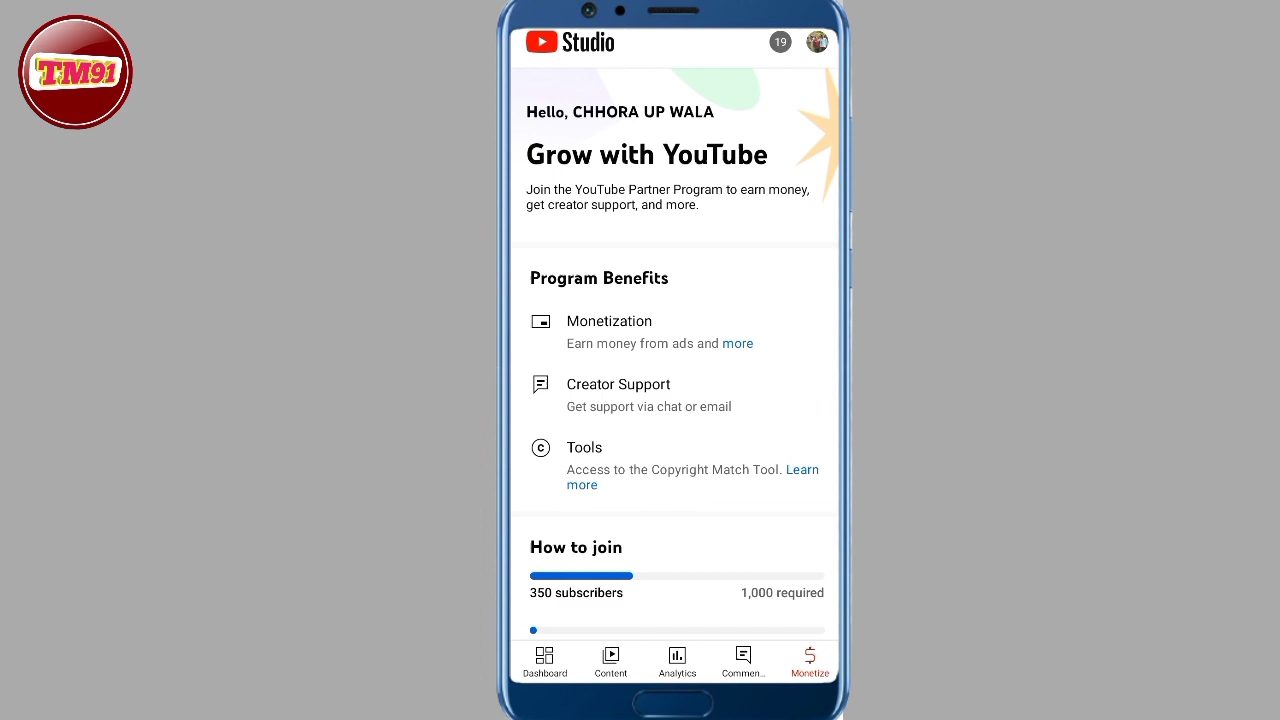 TM91
Studio
19
Hello, CHHORA UP WALA
Grow with YouTube
Join the YouTube Partner Program to earn money,
get creator support, and more.
Program Benefits
Monetization
Earn money from ads and more
Creator Support
Get support via chat or email
C
Tools
Access to the Copyright Match Tool. Learn
more
How to join
350 subscribers
1,000 required
Dashboard
Content
Analytics
Commen...
$
Monetize